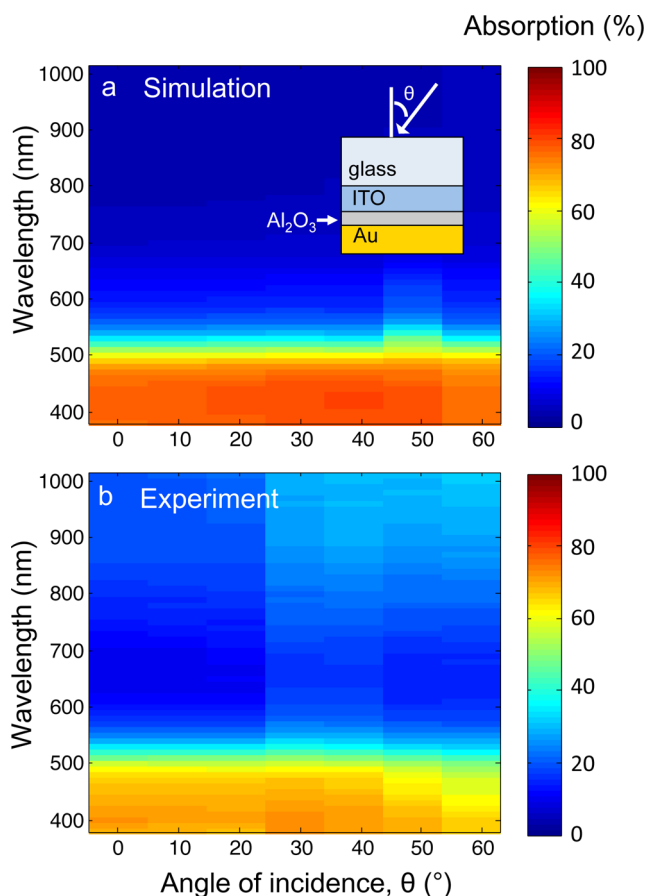 Absorption (%)
a Simulation
θ
glass
ITO
Al₂O₃
Au
Wavelength (nm)
1000
900
800
700
600
500
400
0 10 20 30 40 50 60
100
80
60
40
20
0
b Experiment
Wavelength (nm)
1000
900
800
700
600
500
400
0 10 20 30 40 50 60
Angle of incidence, θ (°)
100
80
60
40
20
0